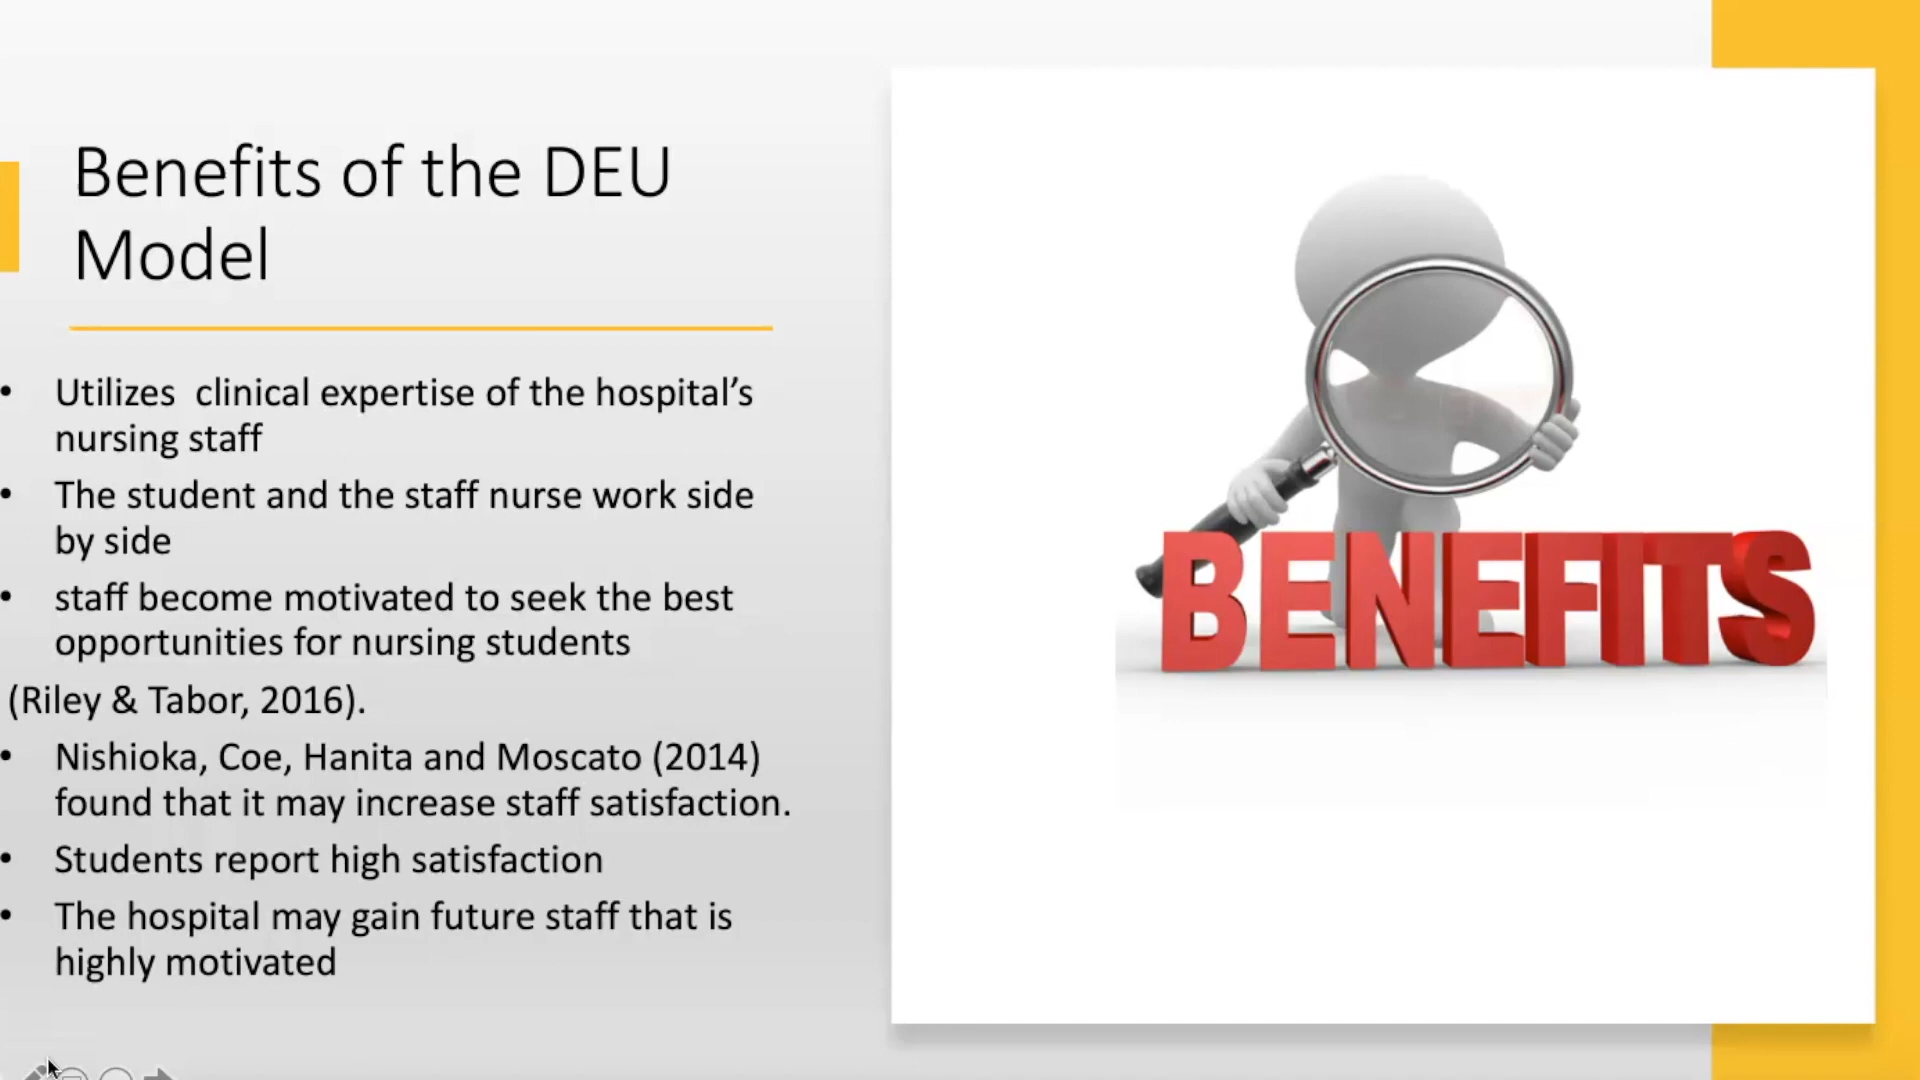 Benefits of the DEU
Model
• Utilizes  clinical expertise of the hospital’s
nursing staff
• The student and the staff nurse work side
by side
• staff become motivated to seek the best
opportunities for nursing students
(Riley & Tabor, 2016).
• Nishioka, Coe, Hanita and Moscato (2014)
found that it may increase staff satisfaction.
• Students report high satisfaction
• The hospital may gain future staff that is
highly motivated
BENEFITS